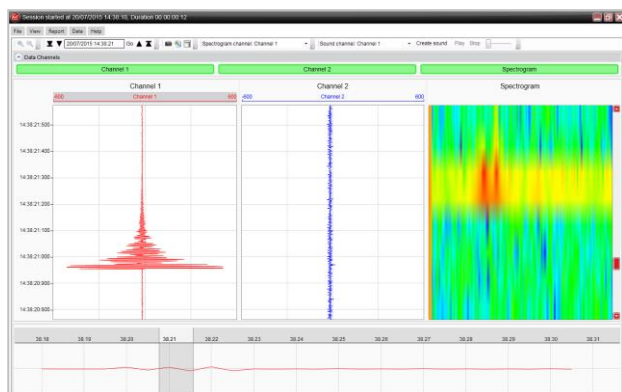 Session started at 20/07/2015 14:38:18, Duration 00:00:00:12
File View Report Data Help
20/07/2015 14:38:21 Go Spectrogram channel: Channel 1 Sound channel: Channel 1 Create sound Play Stop
Data Channels
Channel 1 Channel 2 Spectrogram
Channel 1 Channel 2 Spectrogram
-600 Channel 1 600 -600 Channel 2 600
14:38:21.500
14:38:21.400
14:38:21.300
14:38:21.200
14:38:21.100
14:38:21.000
14:38:20.900
14:38:20.800
38.18 38.19 38.20 38.21 38.22 38.23 38.24 38.25 38.26 38.27 38.28 38.29 38.30 38.31